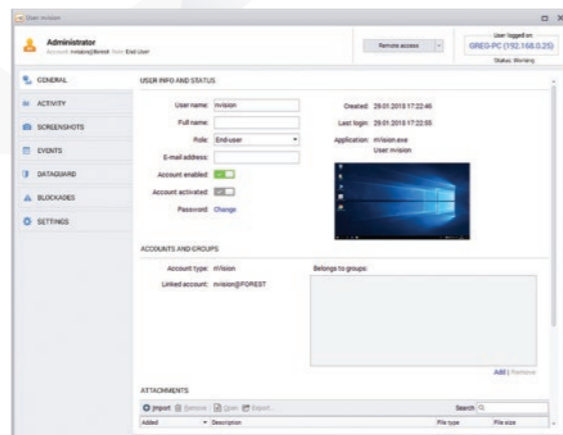 User nvision
Administrator
Account: nvision@forest Role: End-User
Remote access
User logged on:
GREG-PC (192.168.0.25)
Status: Working
GENERAL
ACTIVITY
SCREENSHOTS
EVENTS
DATAGUARD
BLOCKADES
SETTINGS
USER INFO AND STATUS
User name: nvision
Full name:
Role: End-user
E-mail address:
Account enabled:
Account activated:
Password: Change
Created: 29.01.2018 17:22:46
Last login: 29.01.2018 17:22:55
Application: nVision.exe
User nvision
ACCOUNTS AND GROUPS
Account type: nVision
Linked account: nvision@FOREST
Belongs to groups:
Add | Remove
ATTACHMENTS
Import Remove Open Export...
Search
Added Description File type File size